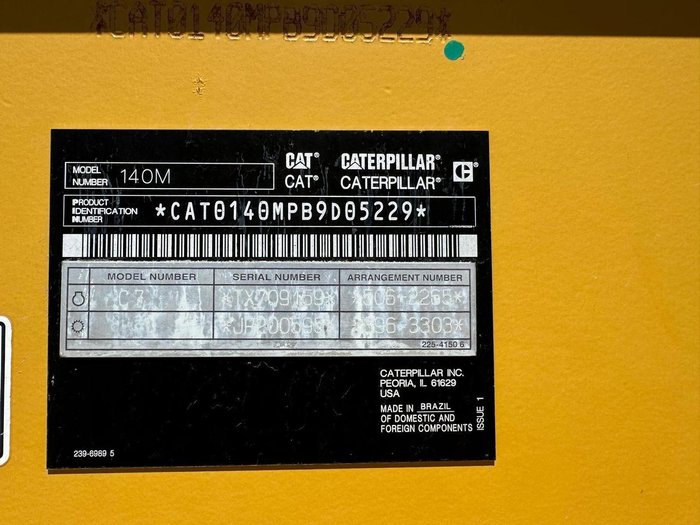 *CAT0140MPB9D05229*
MODEL NUMBER 140M
CAT® CATERPILLAR®
CAT® CATERPILLAR®
PRODUCT IDENTIFICATION NUMBER *CAT0140MPB9D05229*
MODEL NUMBER SERIAL NUMBER ARRANGEMENT NUMBER
225-4150 6
CATERPILLAR INC.
PEORIA, IL 61629
USA
MADE IN BRAZIL
OF DOMESTIC AND
FOREIGN COMPONENTS
ISSUE 1
239-6989 5